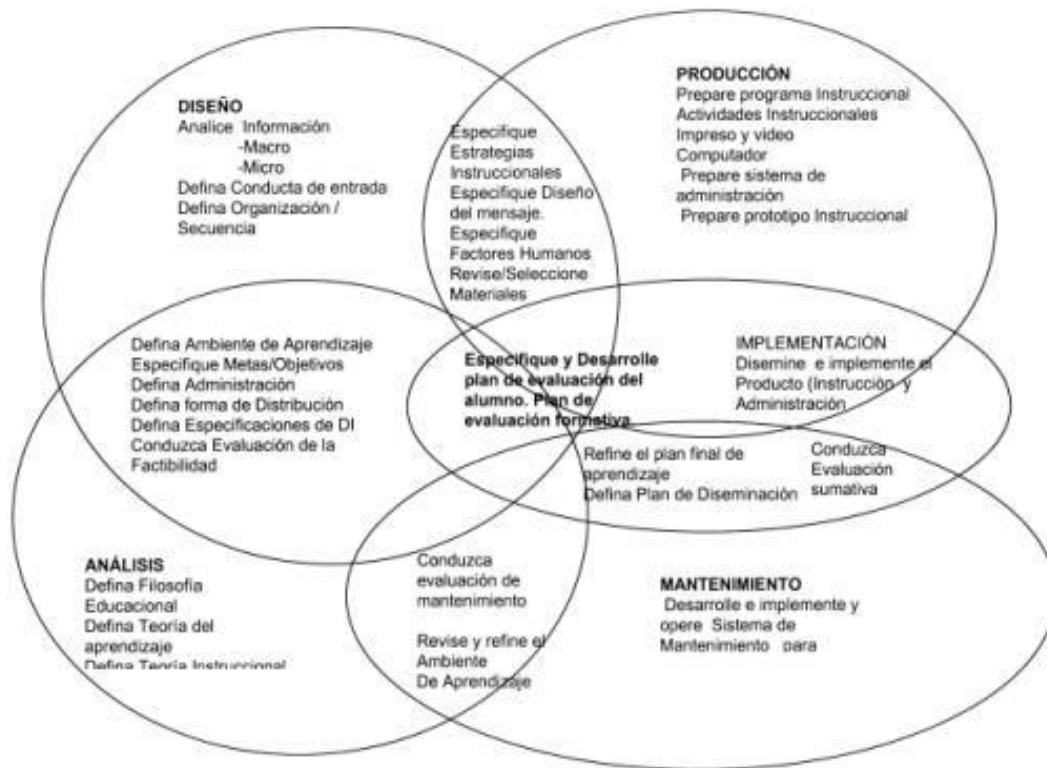 DISEÑO
Analice Información
-Macro
-Micro
Defina Conducta de entrada
Defina Organización /
Secuencia
Especifique
Estrategias
Instruccionales
Especifique Diseño
del mensaje.
Especifique
Factores Humanos
Revise/Seleccione
Materiales
PRODUCCIÓN
Prepare programa Instruccional
Actividades Instruccionales
Impreso y video
Computador
Prepare sistema de
administración
Prepare prototipo Instruccional
Defina Ambiente de Aprendizaje
Especifique Metas/Objetivos
Defina Administración
Defina forma de Distribución
Defina Especificaciones de DI
Conduzca Evaluación de la
Factibilidad
Especifique y Desarrolle
plan de evaluación del
alumno. Plan de
evaluación formativa
IMPLEMENTACIÓN
Disemine e implemente el
Producto (Instrucción y
Administración
Refine el plan final de
aprendizaje
Defina Plan de Diseminación
Conduzca
Evaluación
sumativa
ANÁLISIS
Defina Filosofía
Educacional
Defina Teoría del
aprendizaje
Defina Teoría Instruccional
Conduzca
evaluación de
mantenimiento
Revise y refine el
Ambiente
De Aprendizaje
MANTENIMIENTO
Desarrolle e implemente y
opere Sistema de
Mantenimiento para